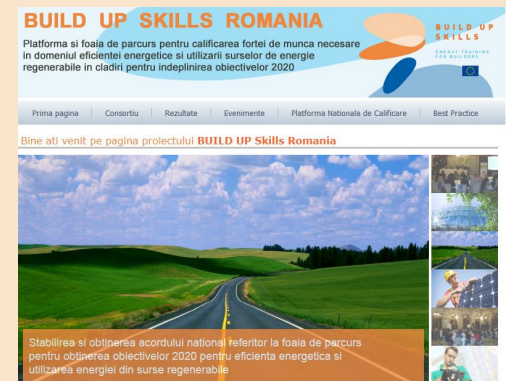 BUILD UP SKILLS ROMANIA
Platforma si foaia de parcurs pentru calificarea fortei de munca necesare
in domeniul eficientei energetice si utilizarii surselor de energie
regenerabile in cladiri pentru indeplinirea obiectivelor 2020
BUILD UP
SKILLS
ENERGY TRAINING
FOR BUILDERS
Prima pagina
Consortiu
Rezultate
Evenimente
Platforma Nationala de Calificare
Best Practice
Bine ati venit pe pagina proiectului BUILD UP Skills Romania
Stabilirea si obtinerea acordului national referitor la foaia de parcurs
pentru obtinerea obiectivelor 2020 pentru eficienta energetica si
utilizarea energiei din surse regenerabile